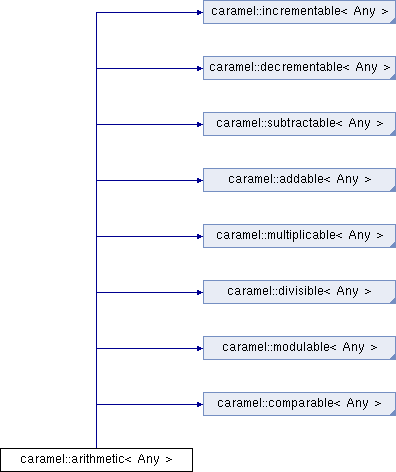 caramel::incrementable< Any >
caramel::decrementable< Any >
caramel::subtractable< Any >
caramel::addable< Any >
caramel::multiplicable< Any >
caramel::divisible< Any >
caramel::modulable< Any >
caramel::comparable< Any >
caramel::arithmetic< Any >